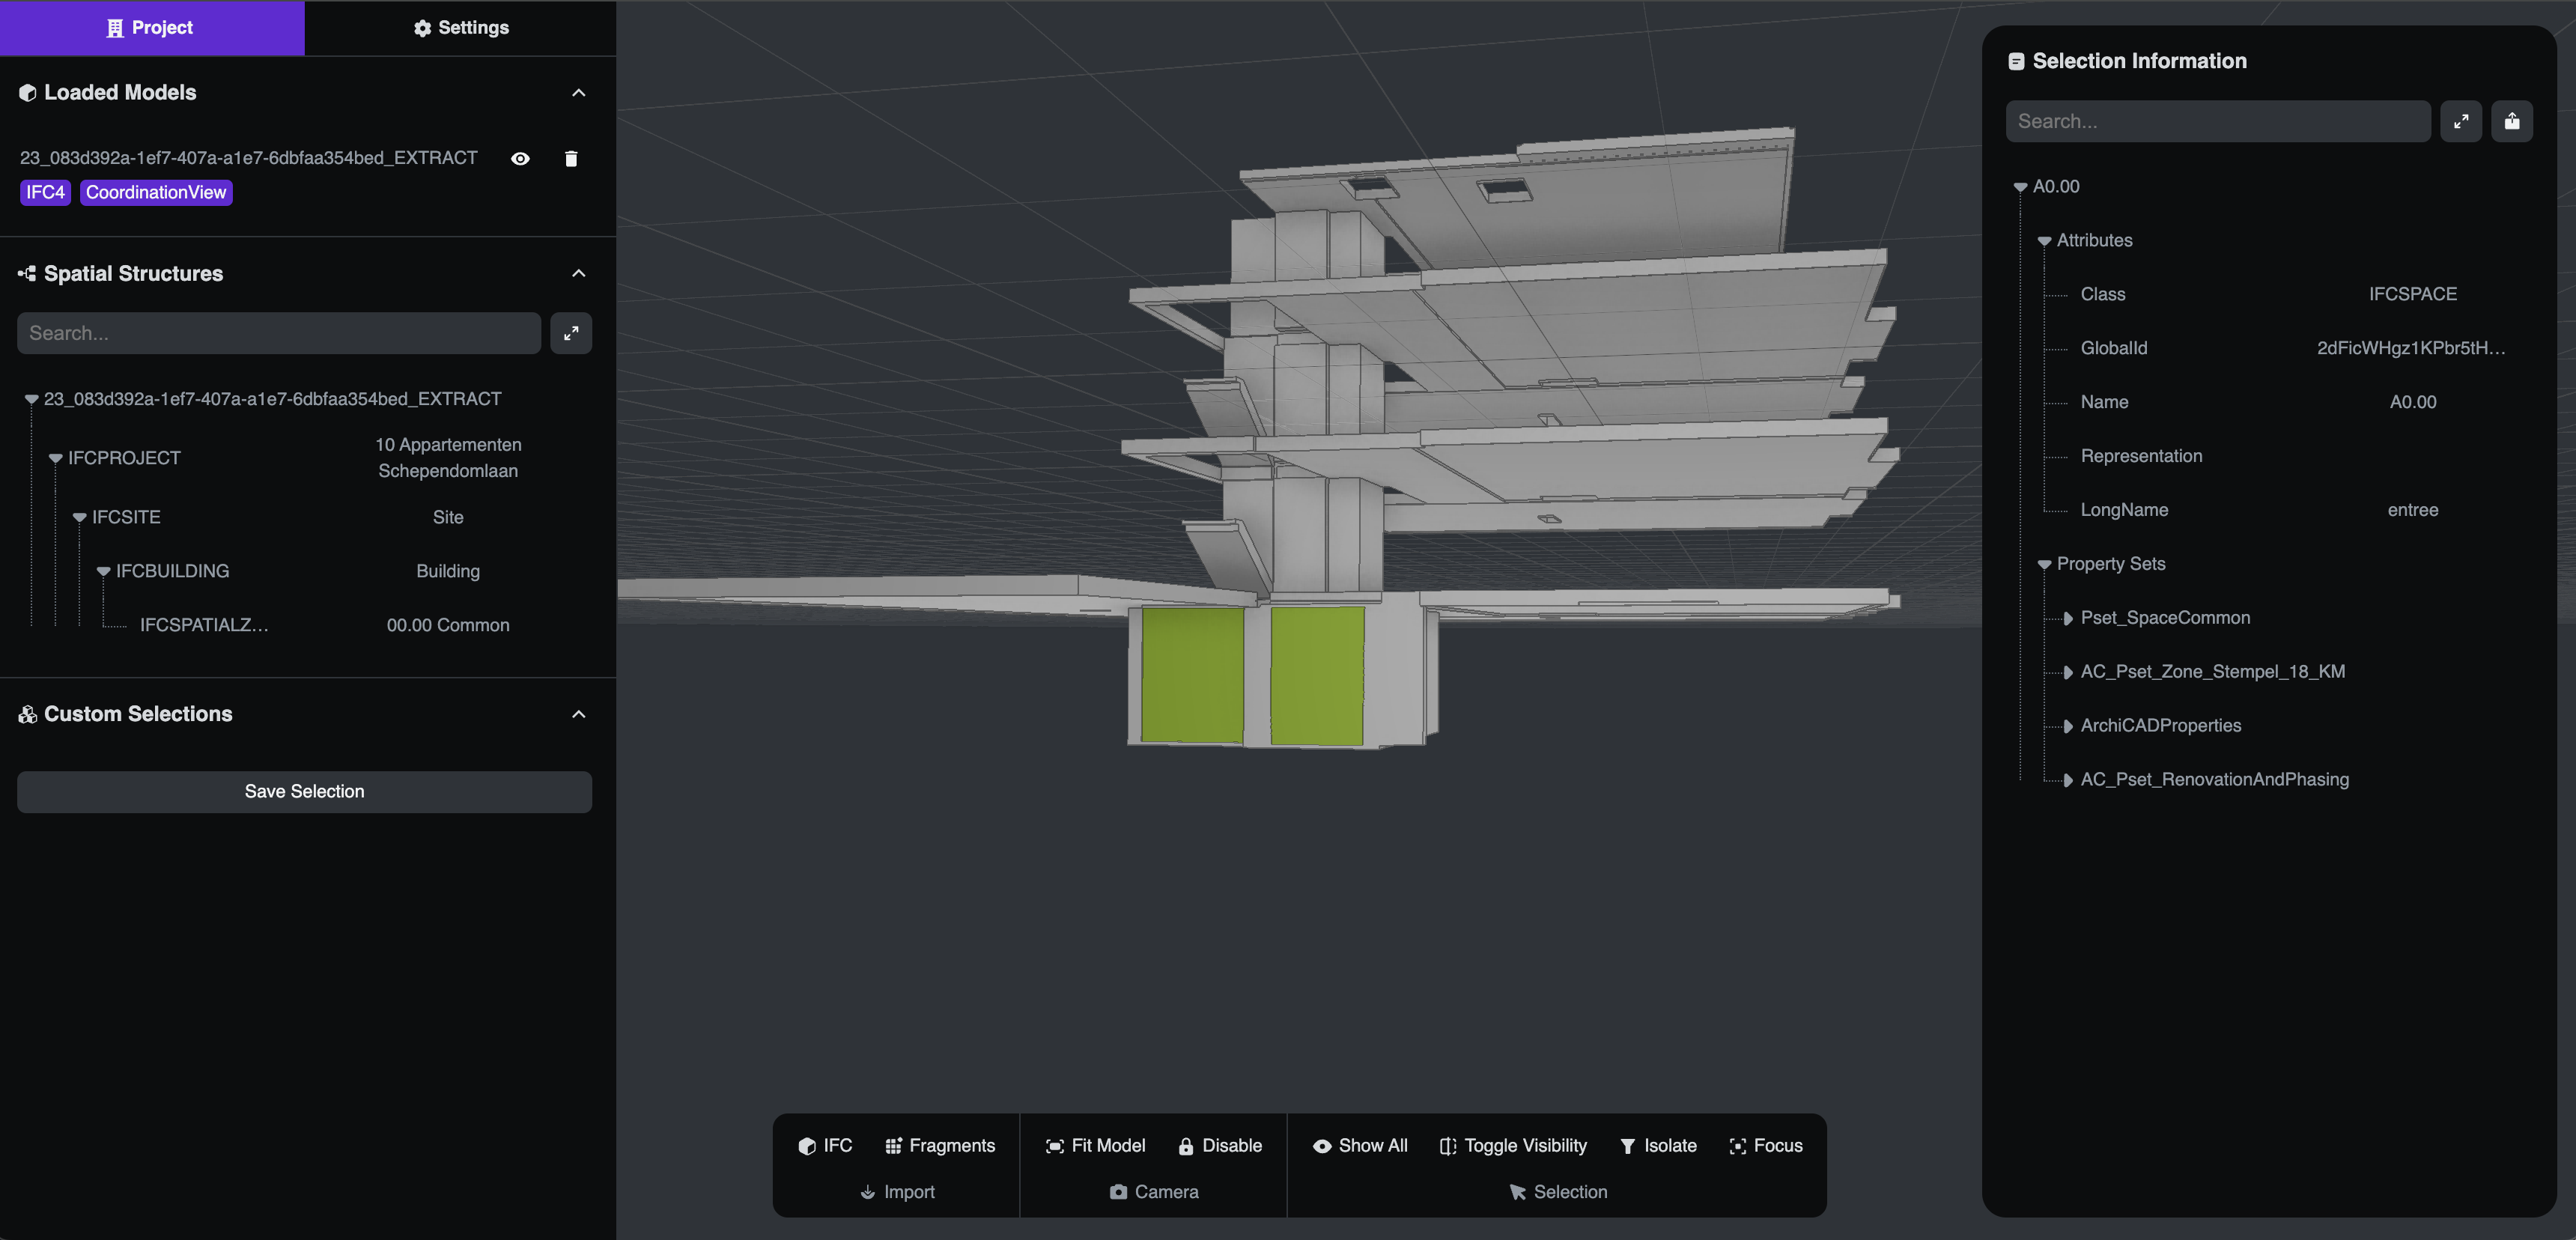 Project
Settings
Loaded Models
23_083d392a-1ef7-407a-a1e7-6dbfaa354bed_EXTRACT
IFC4 CoordinationView
Spatial Structures
Search...
23_083d392a-1ef7-407a-a1e7-6dbfaa354bed_EXTRACT
IFCPROJECT 10 Appartementen
Schependomlaan
IFCSITE Site
IFCBUILDING Building
IFCSPATIALZ... 00.00 Common
Custom Selections
Save Selection
IFC Fragments
Import
Fit Model Disable
Camera
Show All Toggle Visibility Isolate Focus
Selection
Selection Information
Search...
A0.00
Attributes
Class IFCSPACE
GlobalId 2dFicWHgz1KPbr5tH...
Name A0.00
Representation
LongName entree
Property Sets
Pset_SpaceCommon
AC_Pset_Zone_Stempel_18_KM
ArchiCADProperties
AC_Pset_RenovationAndPhasing